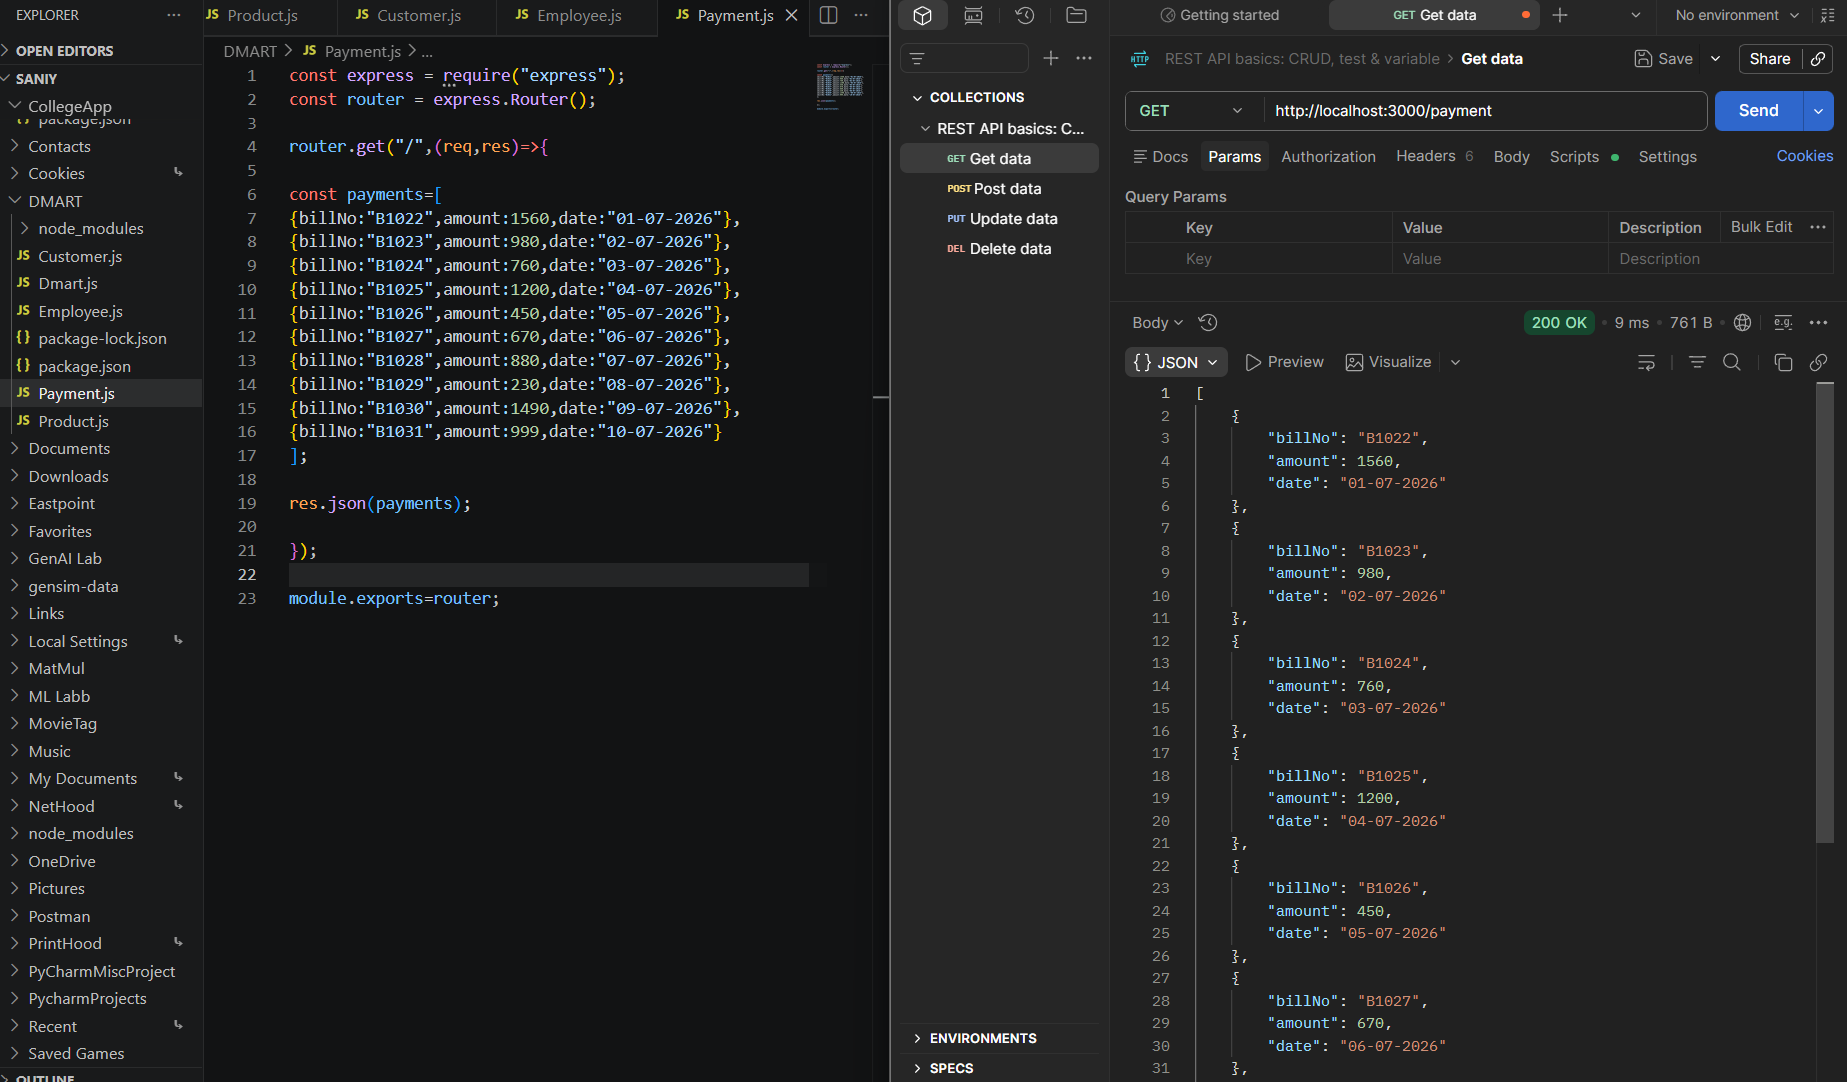 EXPLORER
OPEN EDITORS
SANIY
CollegeApp
package.json
Contacts
Cookies
DMART
node_modules
JS Customer.js
JS Dmart.js
JS Employee.js
{} package-lock.json
{} package.json
JS Payment.js
JS Product.js
Documents
Downloads
Eastpoint
Favorites
GenAI Lab
gensim-data
Links
Local Settings
MatMul
ML Labb
MovieTag
Music
My Documents
NetHood
node_modules
OneDrive
Pictures
Postman
PrintHood
PyCharmMiscProject
PycharmProjects
Recent
Saved Games
OUTLINE
JS Product.js
JS Customer.js
JS Employee.js
JS Payment.js
DMART > JS Payment.js > ...
1 const express = require("express");
2 const router = express.Router();
3
4 router.get("/",(req,res)=>{
5
6 const payments=[
7 {billNo:"B1022",amount:1560,date:"01-07-2026"},
8 {billNo:"B1023",amount:980,date:"02-07-2026"},
9 {billNo:"B1024",amount:760,date:"03-07-2026"},
10 {billNo:"B1025",amount:1200,date:"04-07-2026"},
11 {billNo:"B1026",amount:450,date:"05-07-2026"},
12 {billNo:"B1027",amount:670,date:"06-07-2026"},
13 {billNo:"B1028",amount:880,date:"07-07-2026"},
14 {billNo:"B1029",amount:230,date:"08-07-2026"},
15 {billNo:"B1030",amount:1490,date:"09-07-2026"},
16 {billNo:"B1031",amount:999,date:"10-07-2026"}
17 ];
18
19 res.json(payments);
20
21 });
22
23 module.exports=router;
COLLECTIONS
REST API basics: C...
GET Get data
POST Post data
PUT Update data
DEL Delete data
ENVIRONMENTS
SPECS
Getting started
GET Get data
No environment
HTTP REST API basics: CRUD, test & variable > Get data
Save
Share
GET http://localhost:3000/payment
Send
Docs Params Authorization Headers 6 Body Scripts Settings Cookies
Query Params
Key Value Description Bulk Edit
Key Value Description
Body 200 OK 9 ms 761 B e.g.
{} JSON Preview Visualize
1 [
2 {
3 "billNo": "B1022",
4 "amount": 1560,
5 "date": "01-07-2026"
6 },
7 {
8 "billNo": "B1023",
9 "amount": 980,
10 "date": "02-07-2026"
11 },
12 {
13 "billNo": "B1024",
14 "amount": 760,
15 "date": "03-07-2026"
16 },
17 {
18 "billNo": "B1025",
19 "amount": 1200,
20 "date": "04-07-2026"
21 },
22 {
23 "billNo": "B1026",
24 "amount": 450,
25 "date": "05-07-2026"
26 },
27 {
28 "billNo": "B1027",
29 "amount": 670,
30 "date": "06-07-2026"
31 },